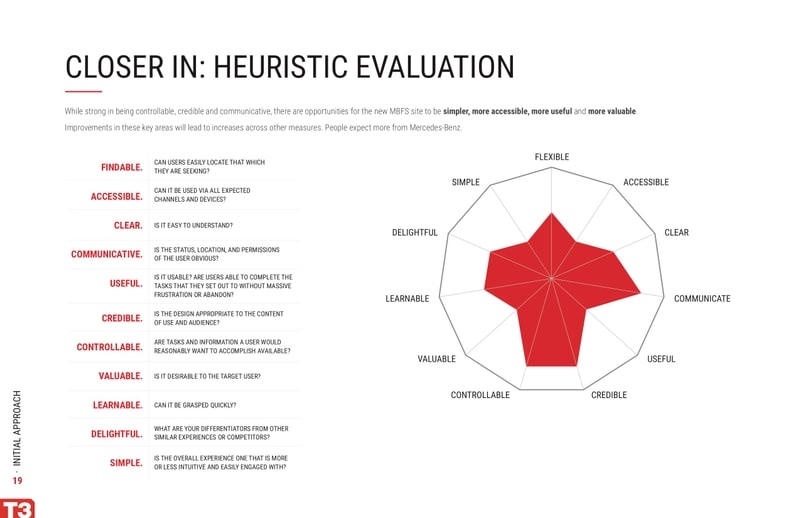 CLOSER IN: HEURISTIC EVALUATION
While strong in being controllable, credible and communicative, there are opportunities for the new MBFS site to be simpler, more accessible, more useful and more valuable.
Improvements in these key areas will lead to increases across other measures. People expect more from Mercedes-Benz.
FINDABLE.
CAN USERS EASILY LOCATE THAT WHICH
THEY ARE SEEKING?
ACCESSIBLE.
CAN IT BE USED VIA ALL EXPECTED
CHANNELS AND DEVICES?
CLEAR.
IS IT EASY TO UNDERSTAND?
COMMUNICATIVE.
IS THE STATUS, LOCATION, AND PERMISSIONS
OF THE USER OBVIOUS?
USEFUL.
IS IT USABLE? ARE USERS ABLE TO COMPLETE THE
TASKS THAT THEY SET OUT TO WITHOUT MASSIVE
FRUSTRATION OR ABANDON?
CREDIBLE.
IS THE DESIGN APPROPRIATE TO THE CONTENT
OF USE AND AUDIENCE?
CONTROLLABLE.
ARE TASKS AND INFORMATION A USER WOULD
REASONABLY WANT TO ACCOMPLISH AVAILABLE?
VALUABLE.
IS IT DESIRABLE TO THE TARGET USER?
LEARNABLE.
CAN IT BE GRASPED QUICKLY?
DELIGHTFUL.
WHAT ARE YOUR DIFFERENTIATORS FROM OTHER
SIMILAR EXPERIENCES OR COMPETITORS?
SIMPLE.
IS THE OVERALL EXPERIENCE ONE THAT IS MORE
OR LESS INTUITIVE AND EASILY ENGAGED WITH?
FLEXIBLE
ACCESSIBLE
CLEAR
COMMUNICATE
USEFUL
CREDIBLE
CONTROLLABLE
VALUABLE
LEARNABLE
DELIGHTFUL
SIMPLE
- INITIAL APPROACH
19
T3